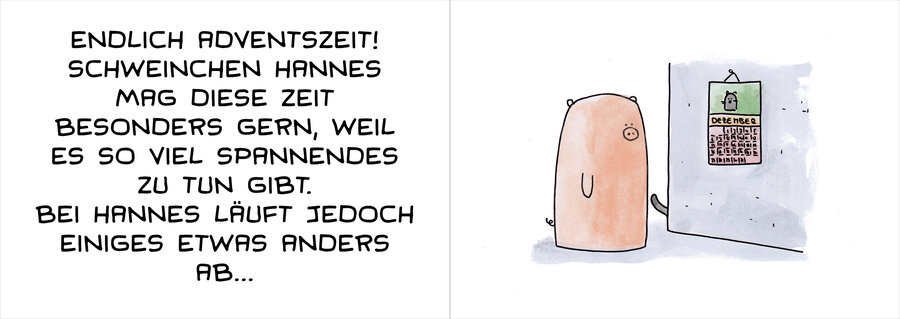 ENDLICH ADVENTSZEIT!
SCHWEINCHEN HANNES
MAG DIESE ZEIT
BESONDERS GERN, WEIL
ES SO VIEL SPANNENDES
ZU TUN GIBT.
BEI HANNES LÄUFT JEDOCH
EINIGES ETWAS ANDERS
AB...
DEZEMBER